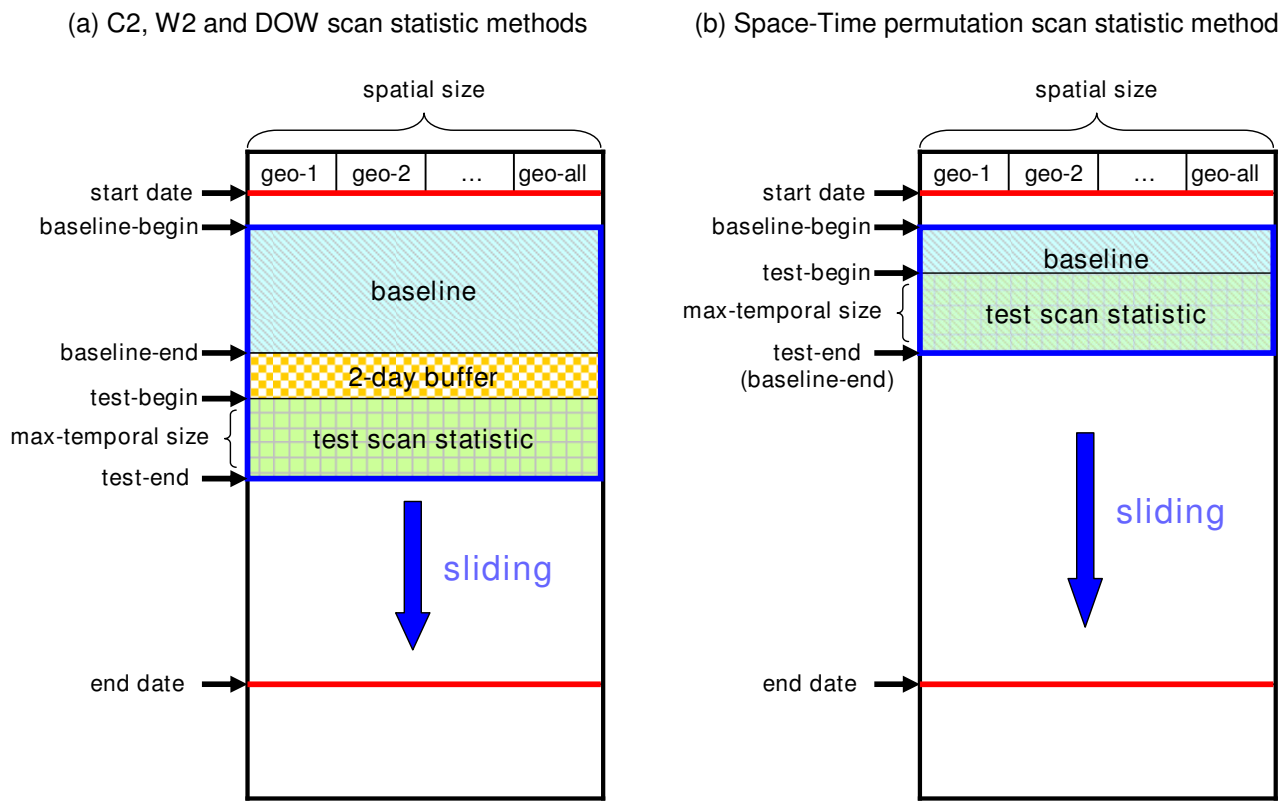 (a) C2, W2 and DOW scan statistic methods
spatial size
geo-1 geo-2 … geo-all
start date
baseline-begin
baseline
baseline-end
2-day buffer
test-begin
max-temporal size
test scan statistic
test-end
sliding
end date
(b) Space-Time permutation scan statistic method
spatial size
geo-1 geo-2 … geo-all
start date
baseline-begin
baseline
test-begin
max-temporal size
test scan statistic
test-end
(baseline-end)
sliding
end date